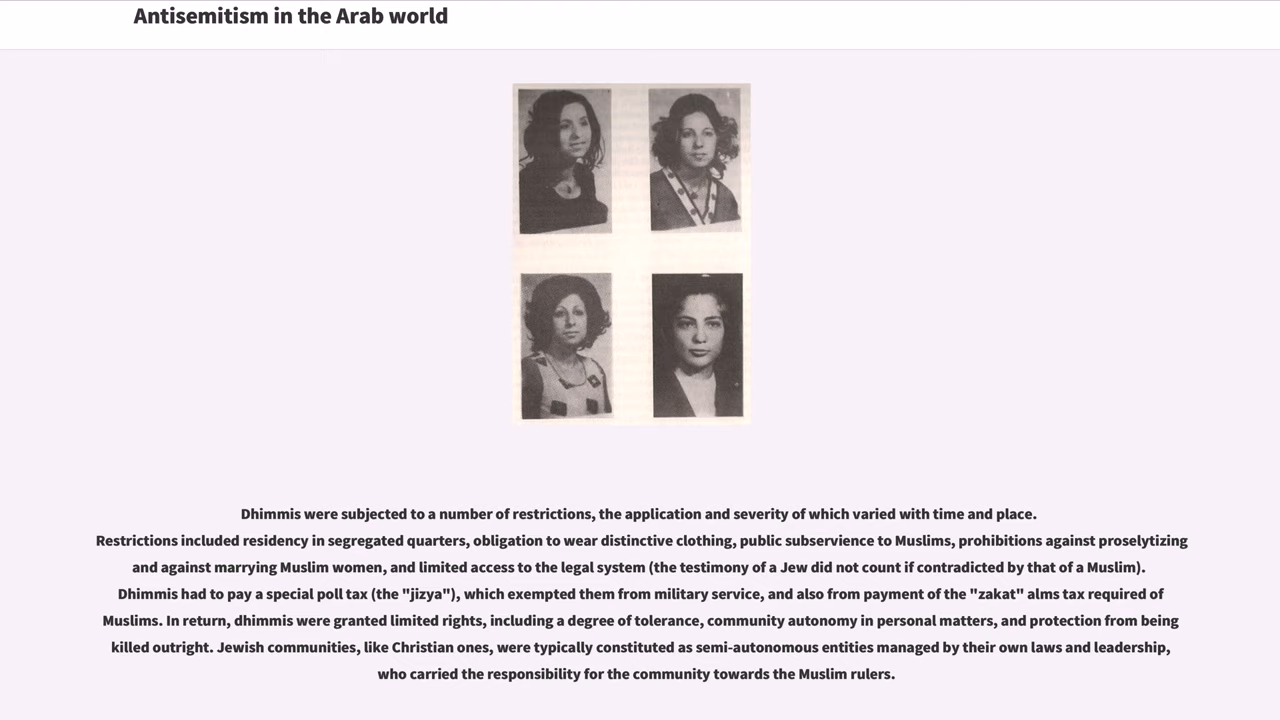 Antisemitism in the Arab world
Dhimmis were subjected to a number of restrictions, the application and severity of which varied with time and place.
Restrictions included residency in segregated quarters, obligation to wear distinctive clothing, public subservience to Muslims, prohibitions against proselytizing
and against marrying Muslim women, and limited access to the legal system (the testimony of a Jew did not count if contradicted by that of a Muslim).
Dhimmis had to pay a special poll tax (the "jizya"), which exempted them from military service, and also from payment of the "zakat" alms tax required of
Muslims. In return, dhimmis were granted limited rights, including a degree of tolerance, community autonomy in personal matters, and protection from being
killed outright. Jewish communities, like Christian ones, were typically constituted as semi-autonomous entities managed by their own laws and leadership,
who carried the responsibility for the community towards the Muslim rulers.